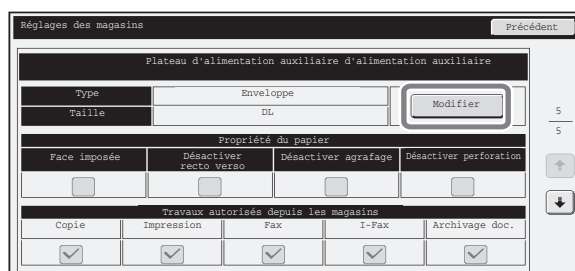 Réglages des magasins
Précédent
Plateau d'alimentation auxiliaire d'alimentation auxiliaire
Type
Enveloppe
Modifier
Taille
DL
5
5
Propriété du papier
Face imposée
Désactiver
recto verso
Désactiver agrafage
Désactiver perforation
Travaux autorisés depuis les magasins
Copie
Impression
Fax
I-Fax
Archivage doc.